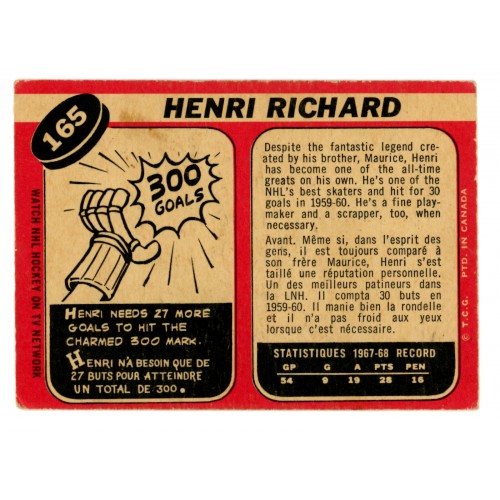 165
HENRI RICHARD
300
GOALS
HENRI NEEDS 27 MORE
GOALS TO HIT THE
CHARMED 300 MARK.
HENRI N'A BESOIN QUE DE
27 BUTS POUR ATTEINDRE
UN TOTAL DE 300.
Despite the fantastic legend cre-
ated by his brother, Maurice, Henri
has become one of the all-time
greats on his own. He's one of the
NHL's best skaters and hit for 30
goals in 1959-60. He's a fine play-
maker and a scrapper, too, when
necessary.
Avant. Même si, dans l'esprit des
gens, il est toujours comparé à
son frère Maurice, Henri s'est
taillé une réputation personnelle.
Un des meilleurs patineurs dans
la LNH. Il compta 30 buts en
1959-60. Il manie bien la rondelle
et il n'a pas froid aux yeux
lorsque c'est nécessaire.
STATISTIQUES 1967-68 RECORD
GP G A PTS PEN
54 9 19 28 16
WATCH NHL HOCKEY ON TV NETWORK
© T.C.G. PTD. IN CANADA